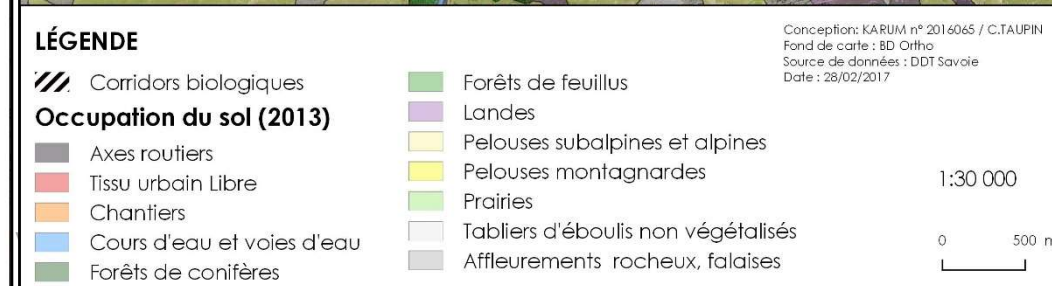 LÉGENDE
Corridors biologiques
Occupation du sol (2013)
Axes routiers
Tissu urbain Libre
Chantiers
Cours d'eau et voies d'eau
Forêts de conifères
Forêts de feuillus
Landes
Pelouses subalpines et alpines
Pelouses montagnardes
Prairies
Tabliers d'éboulis non végétalisés
Affleurements rocheux, falaises
Conception: KARUM n° 2016065 / C.TAUPIN
Fond de carte : BD Ortho
Source de données : DDT Savoie
Date : 28/02/2017
1:30 000
0 500 m